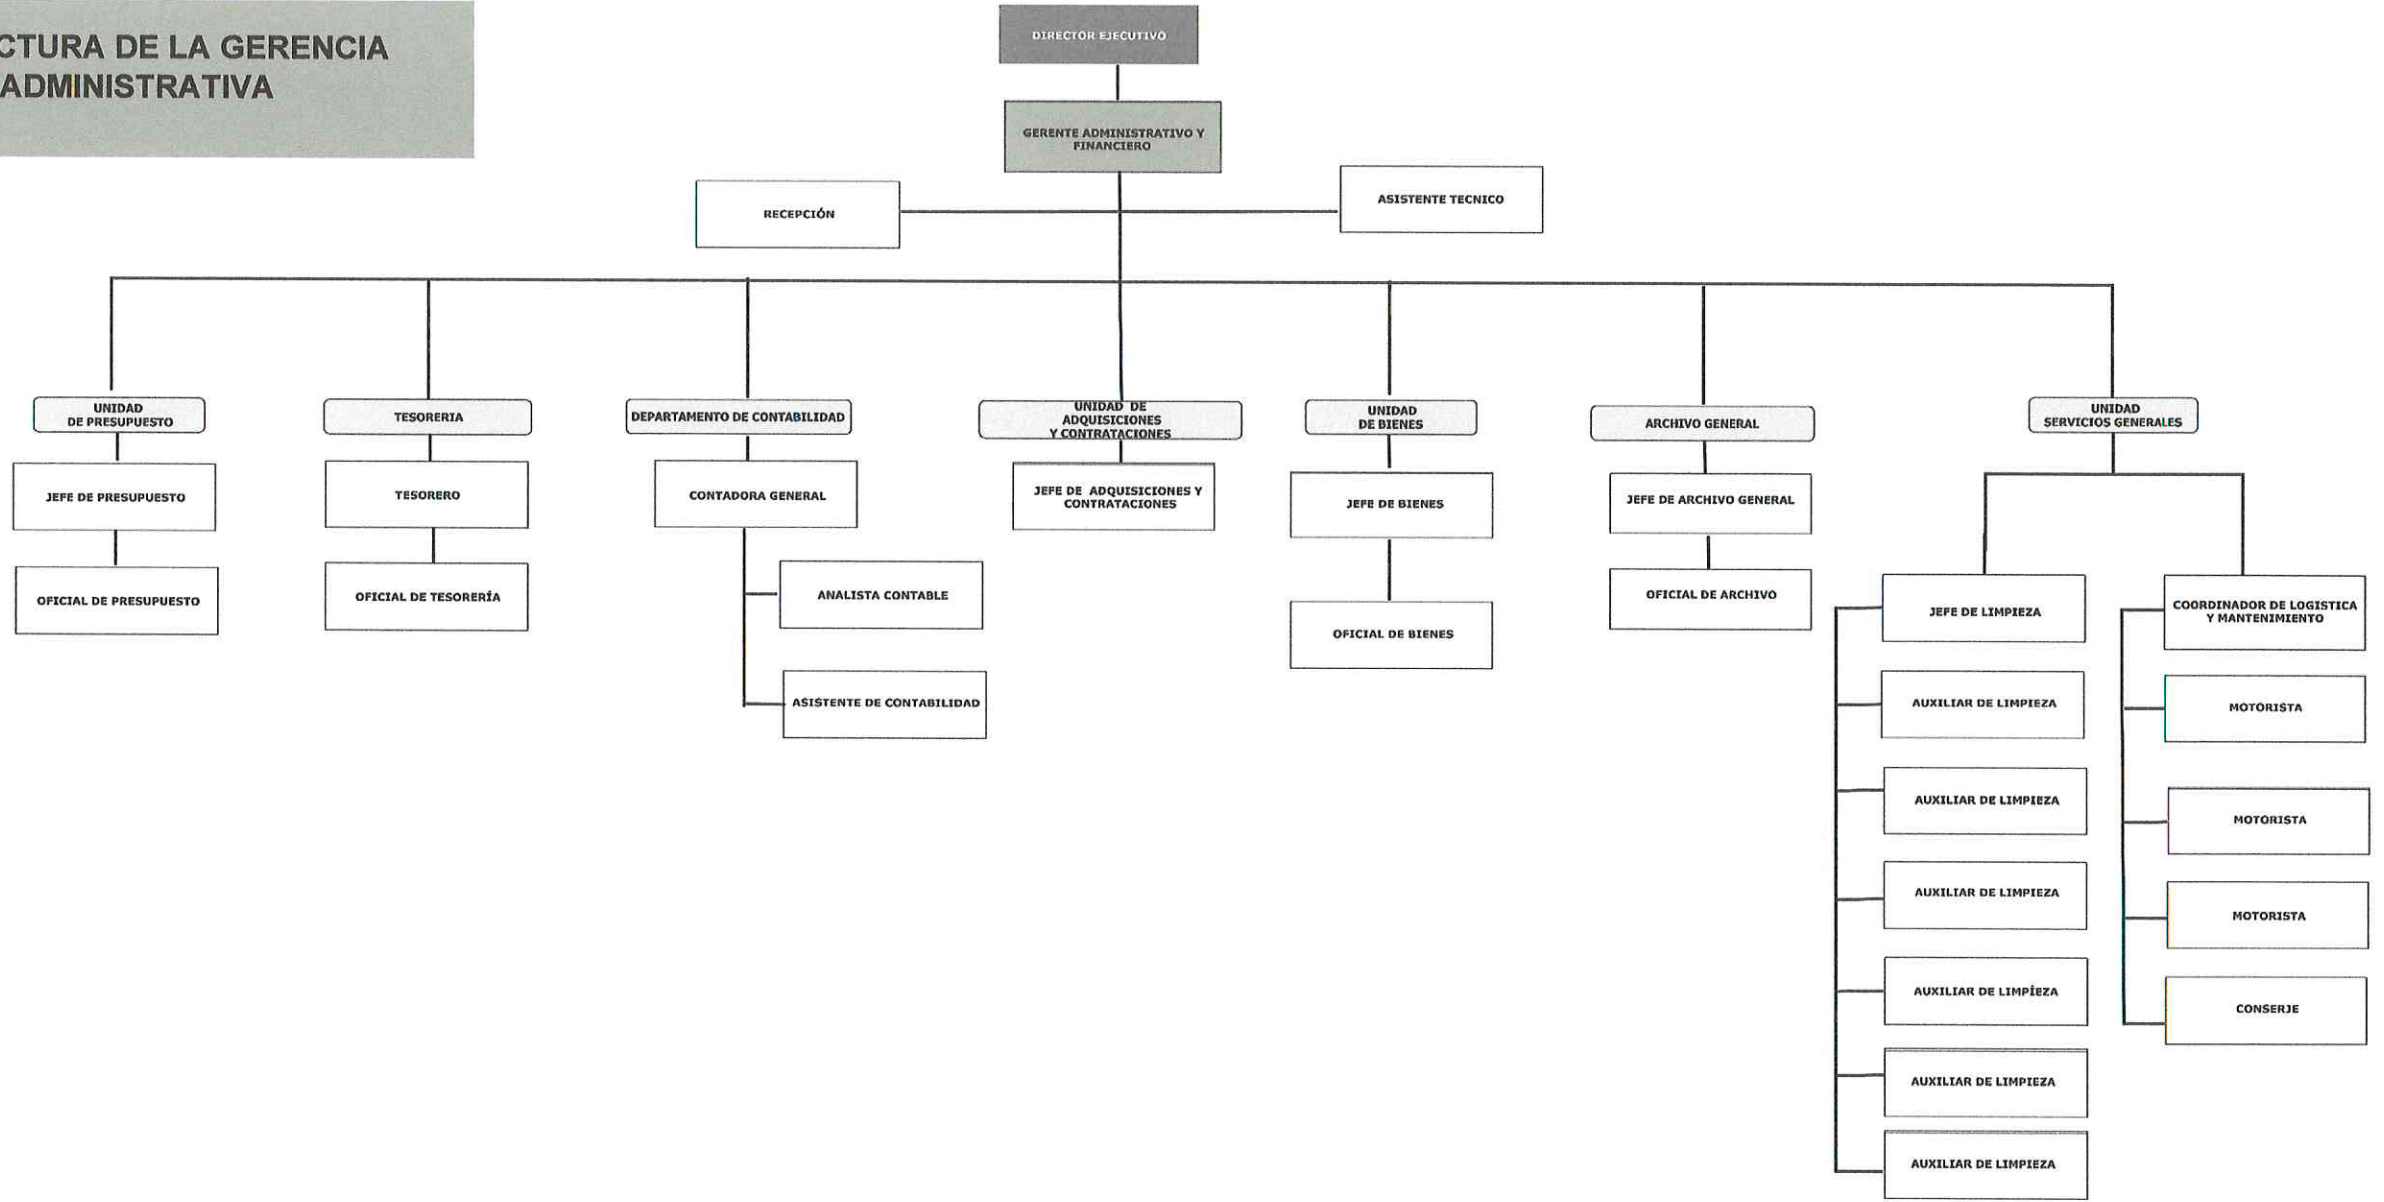 CTURA DE LA GERENCIA
ADMINISTRATIVA
DIRECTOR EJECUTIVO
GERENTE ADMINISTRATIVO Y
FINANCIERO
RECEPCIÓN
ASISTENTE TECNICO
UNIDAD
DE PRESUPUESTO
JEFE DE PRESUPUESTO
OFICIAL DE PRESUPUESTO
TESORERIA
TESORERO
OFICIAL DE TESORERÍA
DEPARTAMENTO DE CONTABILIDAD
CONTADORA GENERAL
ANALISTA CONTABLE
ASISTENTE DE CONTABILIDAD
UNIDAD DE
ADQUISICIONES
Y CONTRATACIONES
JEFE DE ADQUISICIONES Y
CONTRATACIONES
UNIDAD
DE BIENES
JEFE DE BIENES
OFICIAL DE BIENES
ARCHIVO GENERAL
JEFE DE ARCHIVO GENERAL
OFICIAL DE ARCHIVO
UNIDAD
SERVICIOS GENERALES
JEFE DE LIMPIEZA
AUXILIAR DE LIMPIEZA
AUXILIAR DE LIMPIEZA
AUXILIAR DE LIMPIEZA
AUXILIAR DE LIMPIEZA
AUXILIAR DE LIMPIEZA
AUXILIAR DE LIMPIEZA
COORDINADOR DE LOGISTICA
Y MANTENIMIENTO
MOTORISTA
MOTORISTA
MOTORISTA
CONSERJE